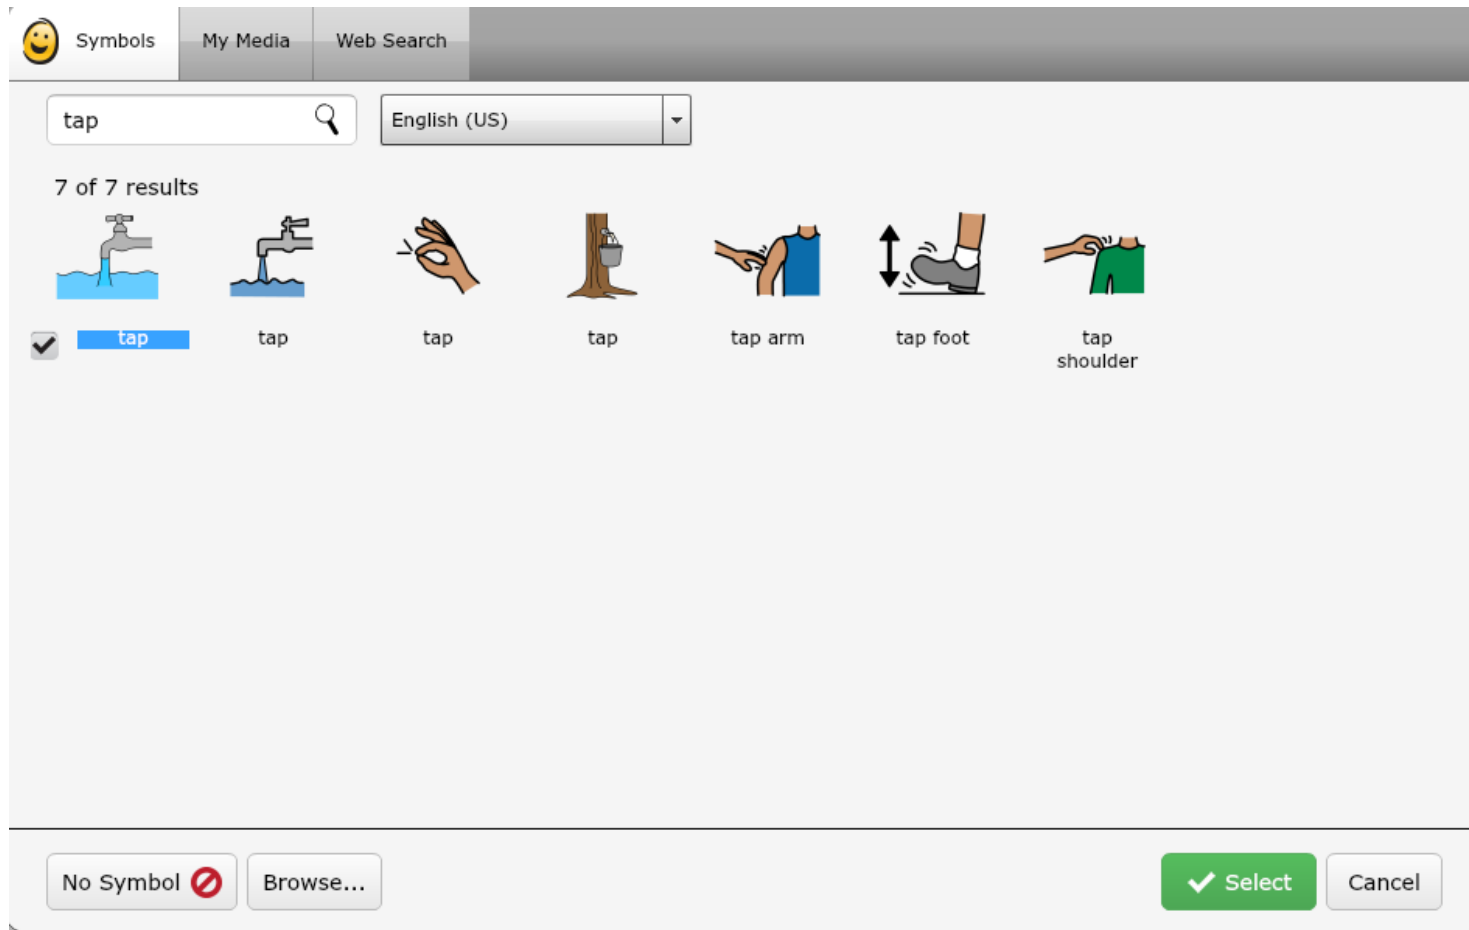 Symbols My Media Web Search
tap English (US)
7 of 7 results
tap tap tap tap tap arm tap foot tap
shoulder
No Symbol Browse... Select Cancel